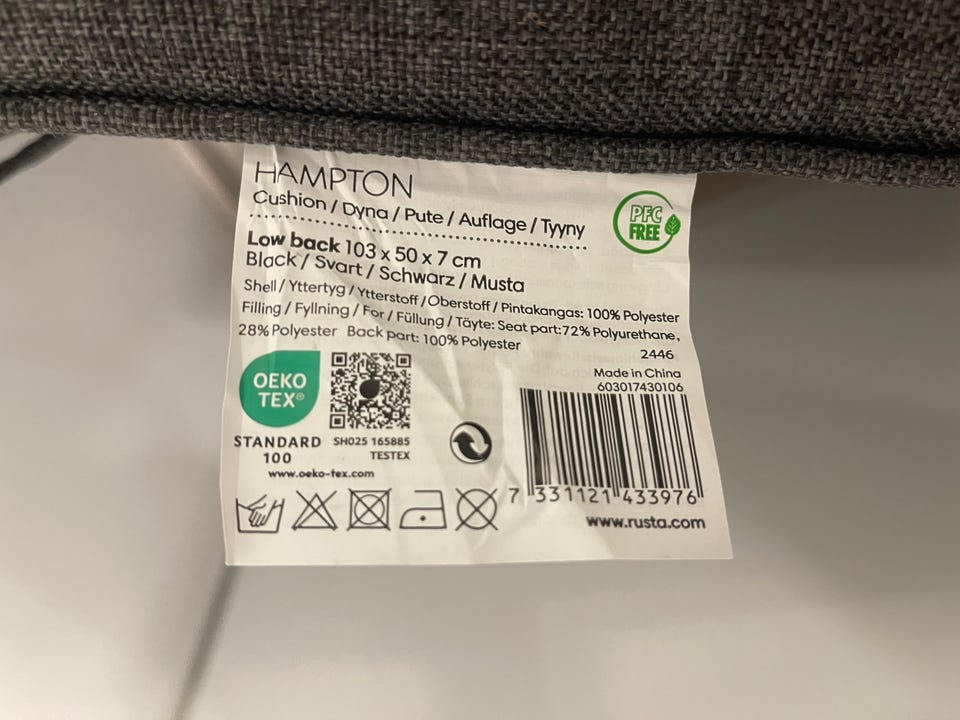 HAMPTON
Cushion / Dyna / Pute / Auflage / Tyyny
Low back 103 x 50 x 7 cm
Black / Svart / Schwarz / Musta
Shell / Yttertyg / Ytterstoff / Oberstoff / Pintakangas: 100% Polyester
Filling / Fyllning / For / Füllung / Täyte: Seat part: 72% Polyurethane,
28% Polyester Back part: 100% Polyester
PFC
FREE
2446
Made in China
603017430106
OEKO
TEX®
STANDARD
100
SH025 165885
TESTEX
www.oeko-tex.com
7 331121 433976
www.rusta.com